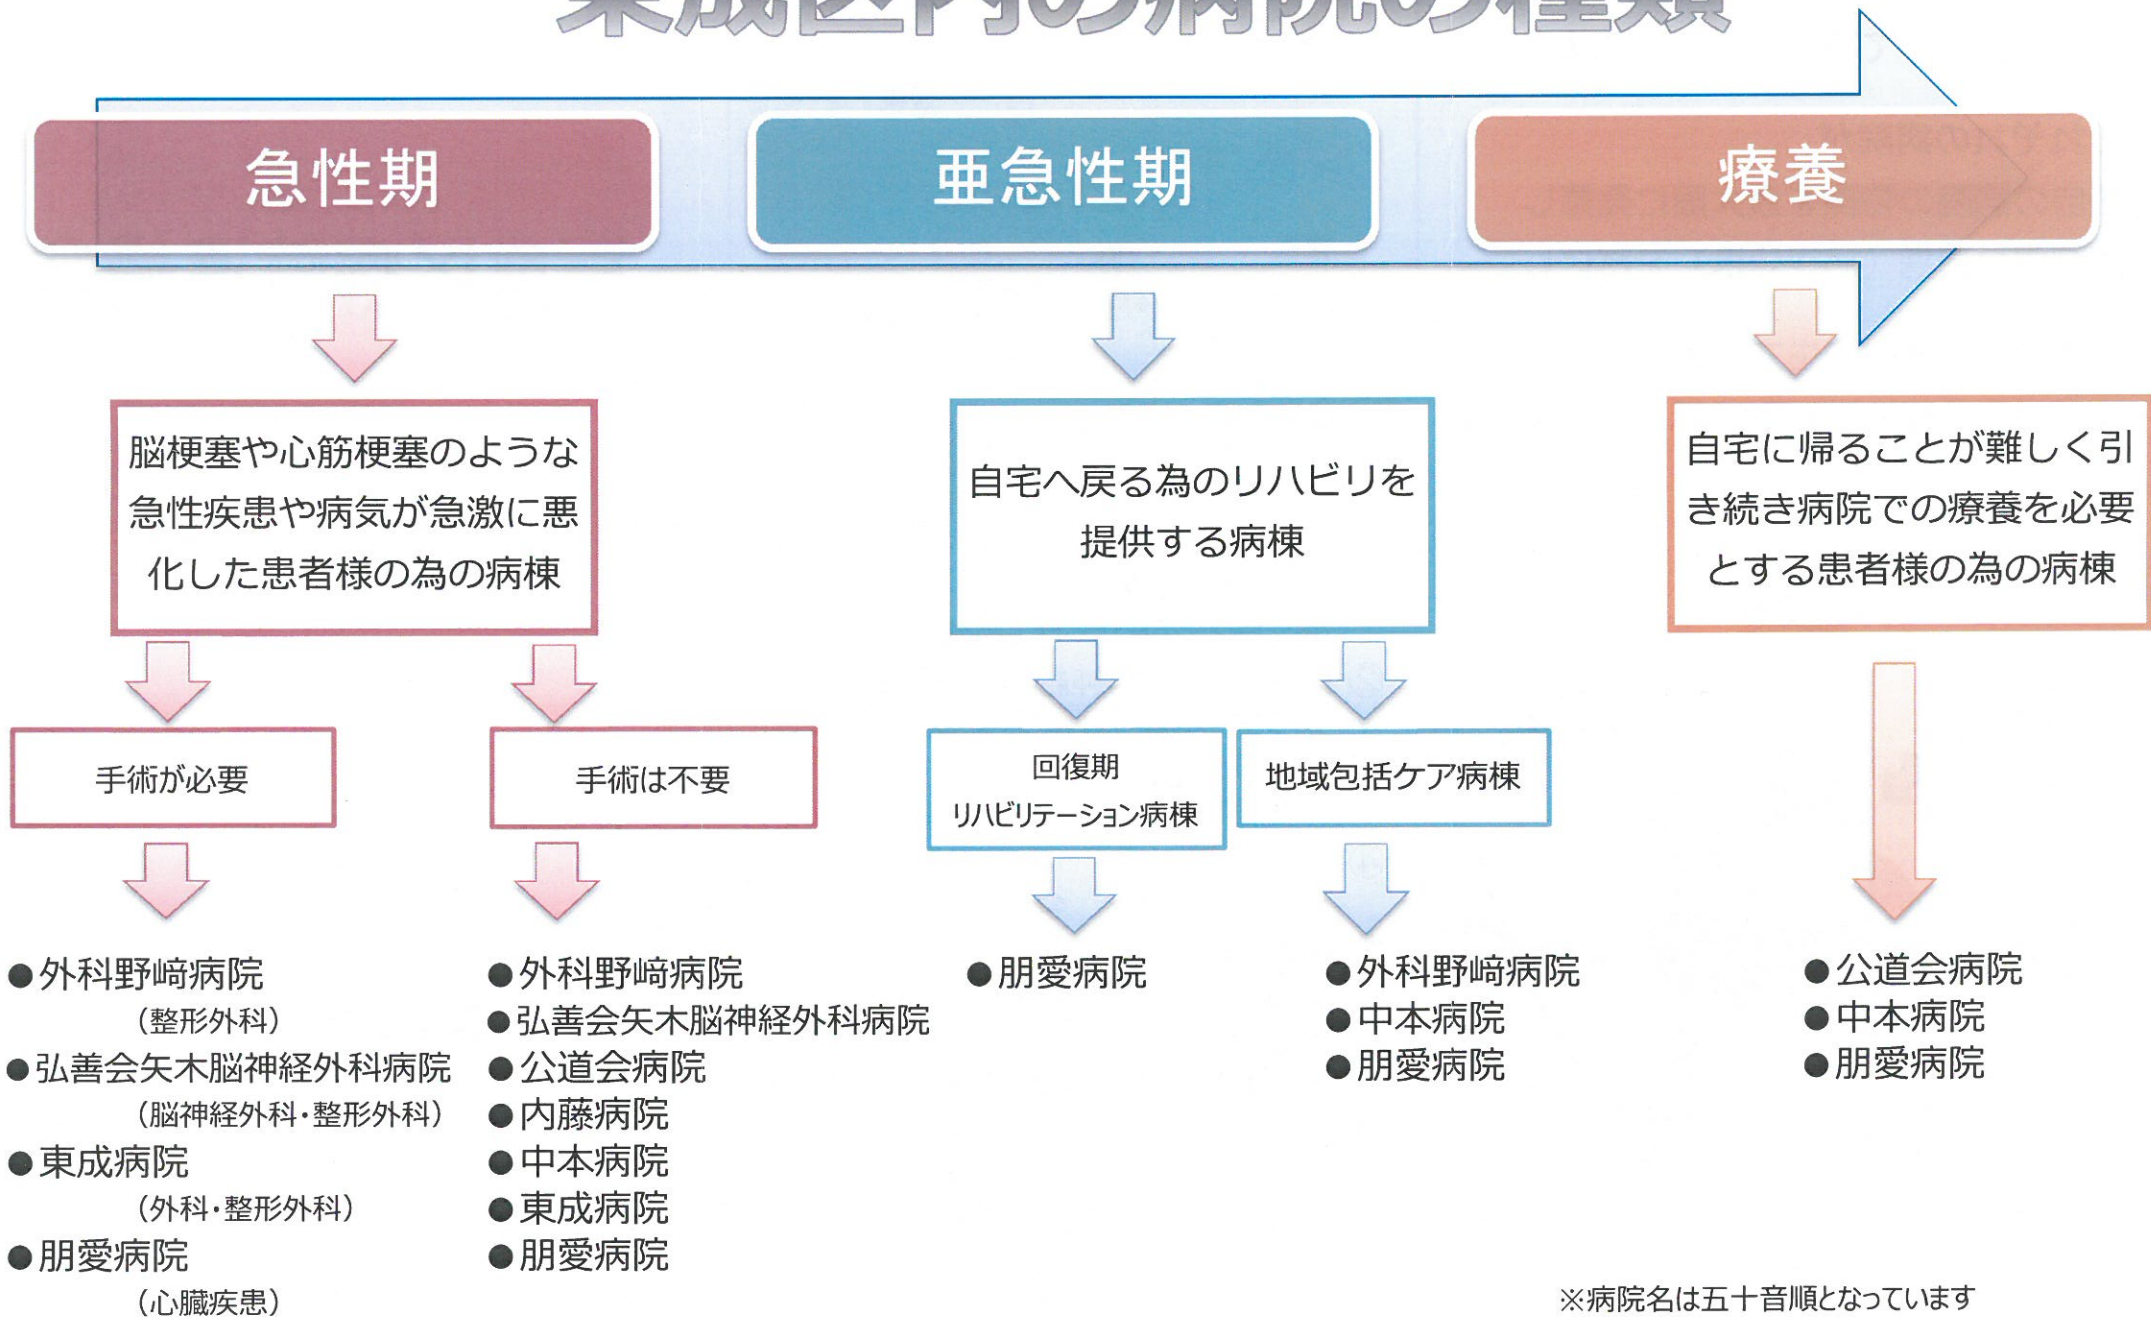 東成区内の病院の種類
急性期
亜急性期
療養
脳梗塞や心筋梗塞のような
急性疾患や病気が急激に悪
化した患者様の為の病棟
自宅へ戻る為のリハビリを
提供する病棟
自宅に帰ることが難しく引
き続き病院での療養を必要
とする患者様の為の病棟
手術が必要
手術は不要
回復期
リハビリテーション病棟
地域包括ケア病棟
●外科野﨑病院
(整形外科)
●弘善会矢木脳神経外科病院
(脳神経外科・整形外科)
●東成病院
(外科・整形外科)
●朋愛病院
(心臓疾患)
●外科野﨑病院
●弘善会矢木脳神経外科病院
●公道会病院
●内藤病院
●中本病院
●東成病院
●朋愛病院
●朋愛病院
●外科野﨑病院
●中本病院
●朋愛病院
●公道会病院
●中本病院
●朋愛病院
※病院名は五十音順となっています